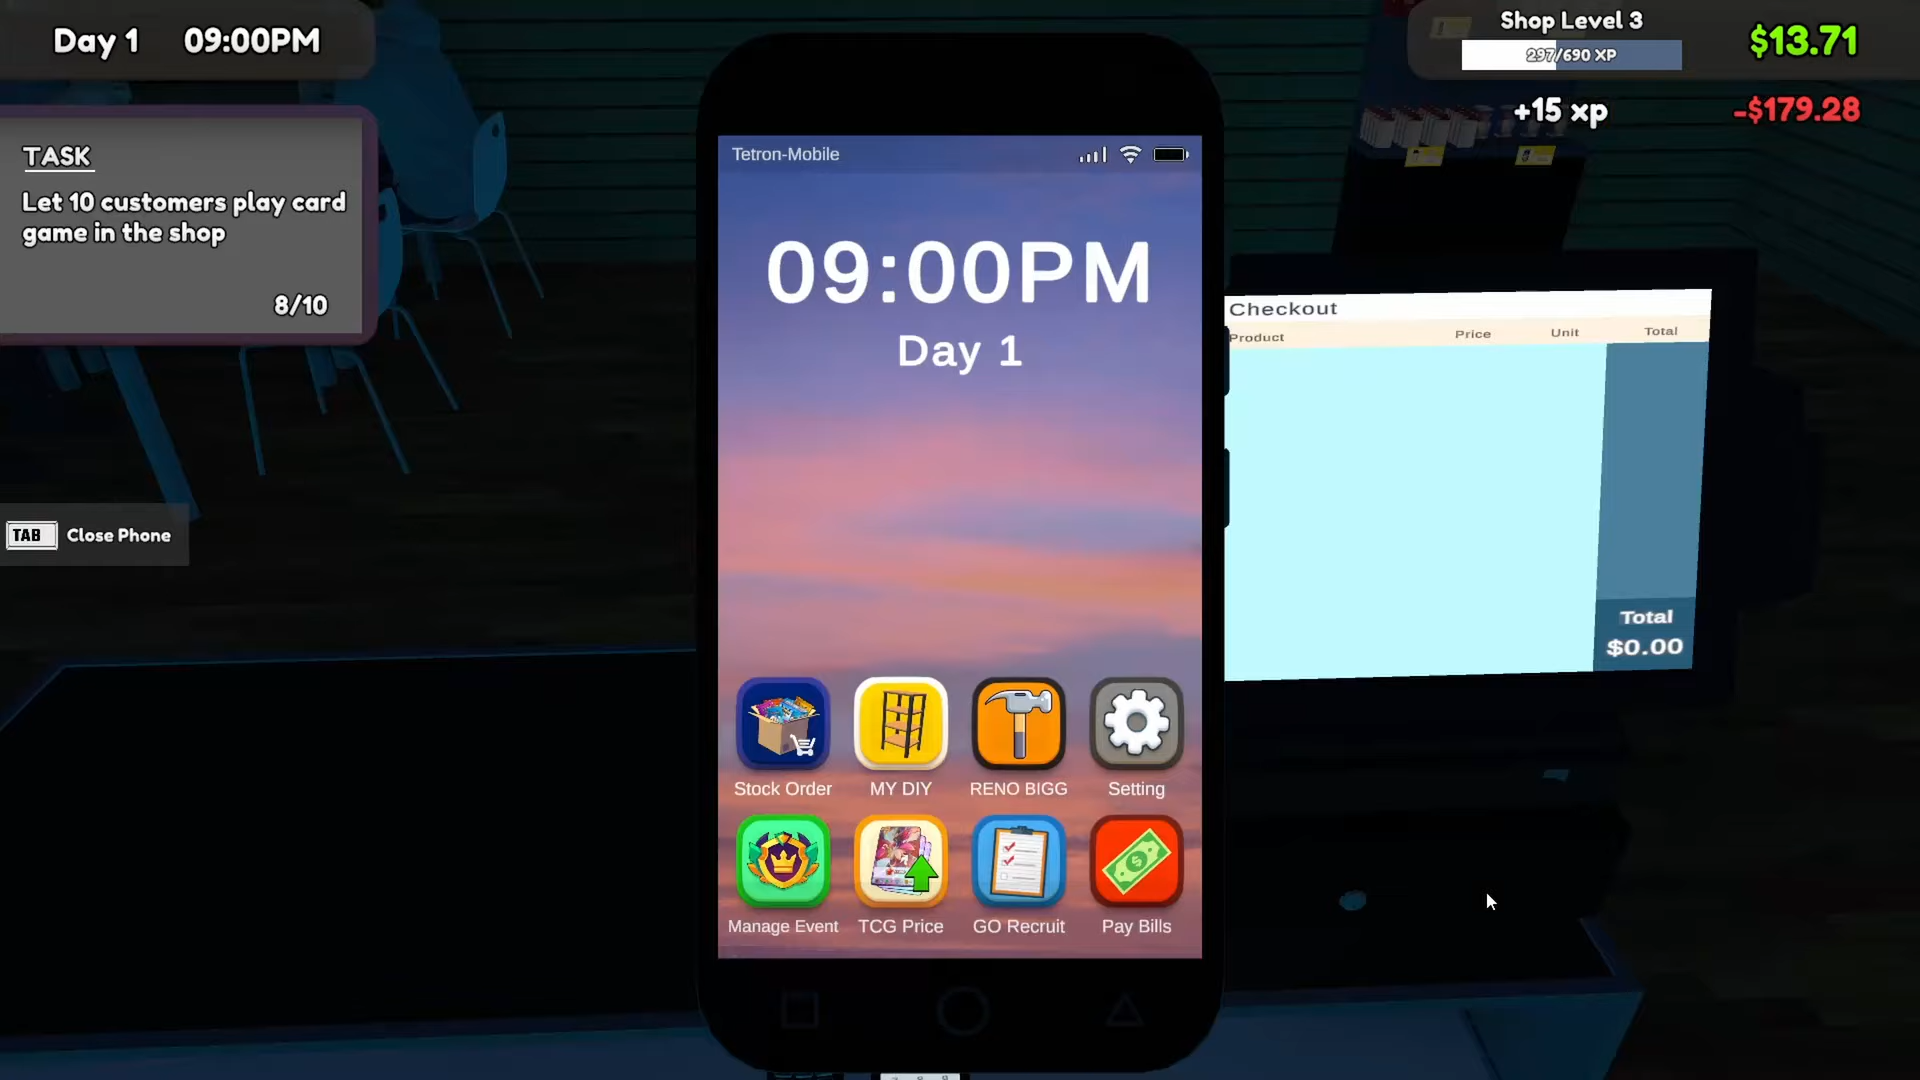 Day 1 09:00PM
Shop Level 3
297/690 XP
$13.71
+15 xp
-$179.28
TASK
Let 10 customers play card
game in the shop
8/10
TAB Close Phone
Tetron-Mobile
09:00PM
Day 1
Stock Order
MY DIY
RENO BIGG
Setting
Manage Event
TCG Price
GO Recruit
Pay Bills
Checkout
Product Price Unit Total
Total
$0.00